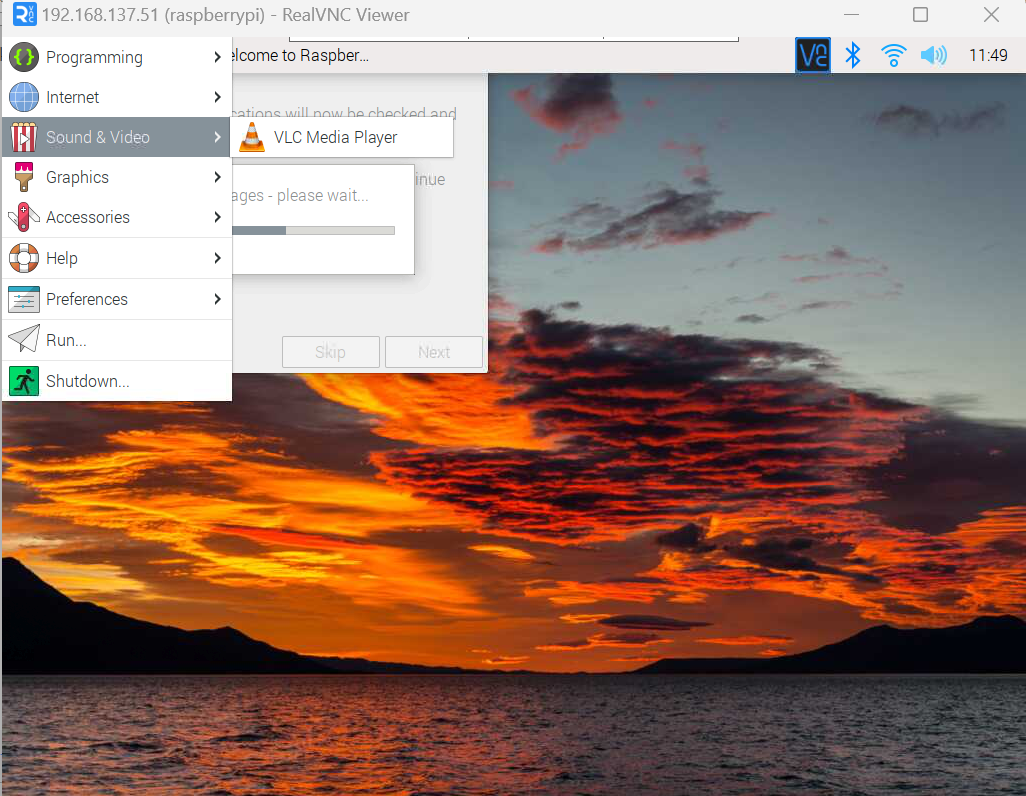 192.168.137.51 (raspberrypi) - RealVNC Viewer
elcome to Raspber...
11:49
Programming
Internet
Sound & Video
VLC Media Player
Graphics
Accessories
Help
Preferences
Run...
Shutdown...
cations will now be checked and
inue
ages - please wait...
Skip
Next